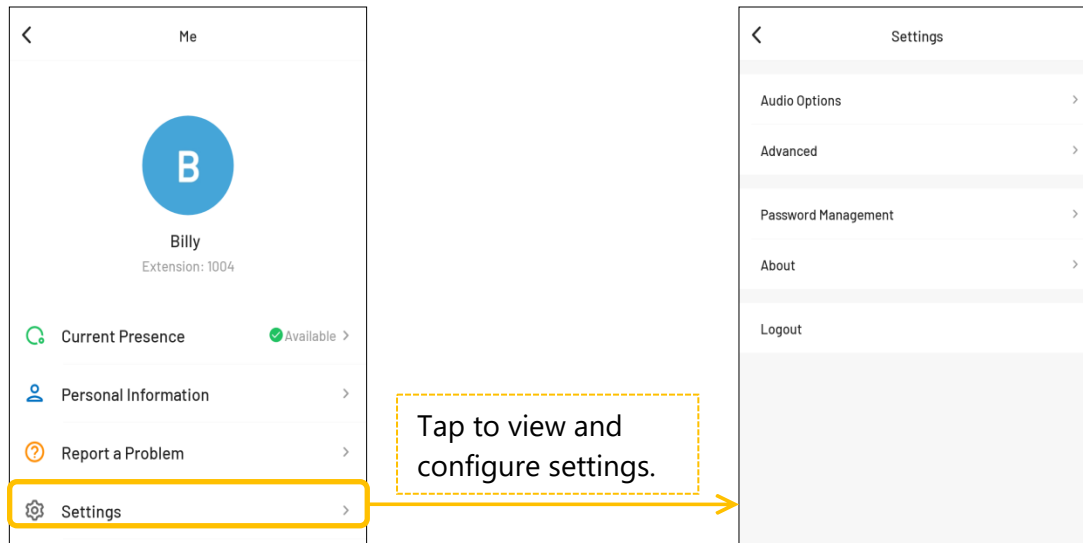 Me
B
Billy
Extension: 1004
Current Presence
Available
Personal Information
Report a Problem
Settings
Tap to view and
configure settings.
Settings
Audio Options
Advanced
Password Management
About
Logout